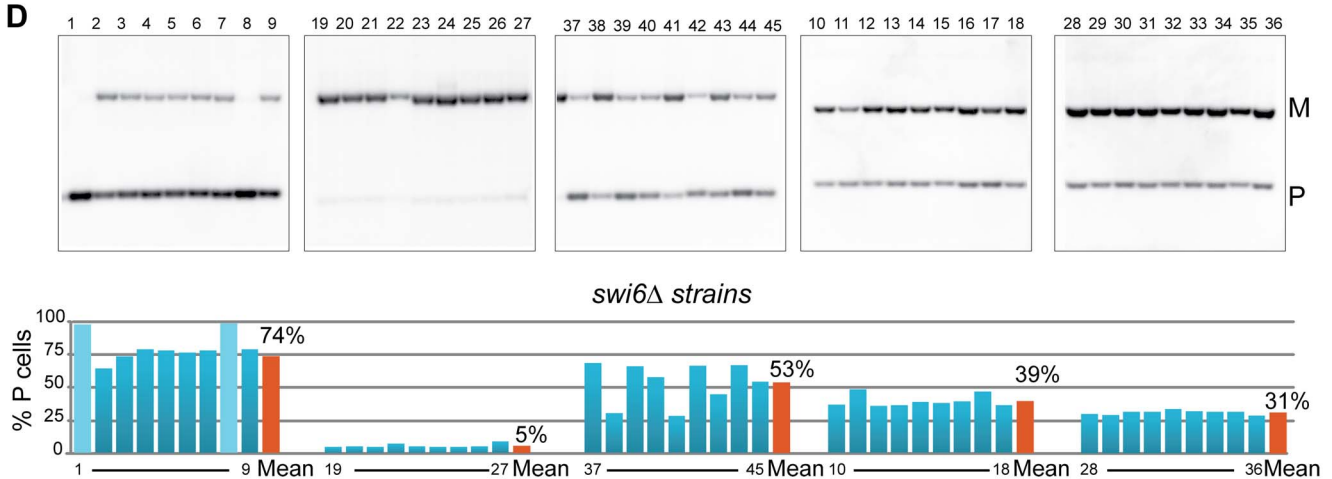 D
1 2 3 4 5 6 7 8 9
19 20 21 22 23 24 25 26 27
37 38 39 40 41 42 43 44 45
10 11 12 13 14 15 16 17 18
28 29 30 31 32 33 34 35 36
M
P
swi6Δ strains
% P cells
100
75
50
25
0
74%
5%
53%
39%
31%
1 9 Mean 19 27 Mean 37 45 Mean 10 18 Mean 28 36 Mean